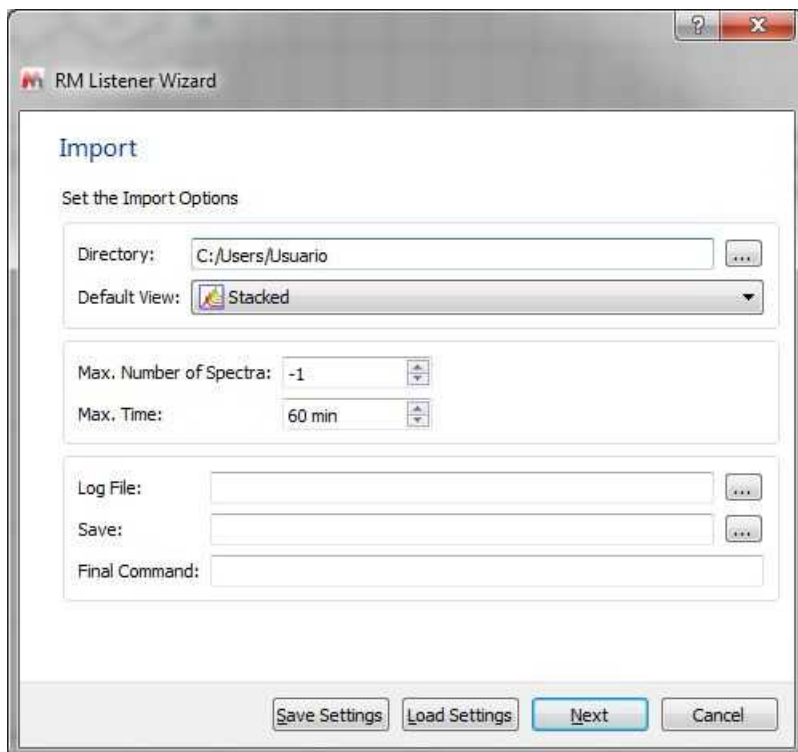 RM Listener Wizard
Import
Set the Import Options
Directory: C:/Users/Usuario ...
Default View: Stacked
Max. Number of Spectra: -1
Max. Time: 60 min
Log File: ...
Save: ...
Final Command:
Save Settings Load Settings Next Cancel